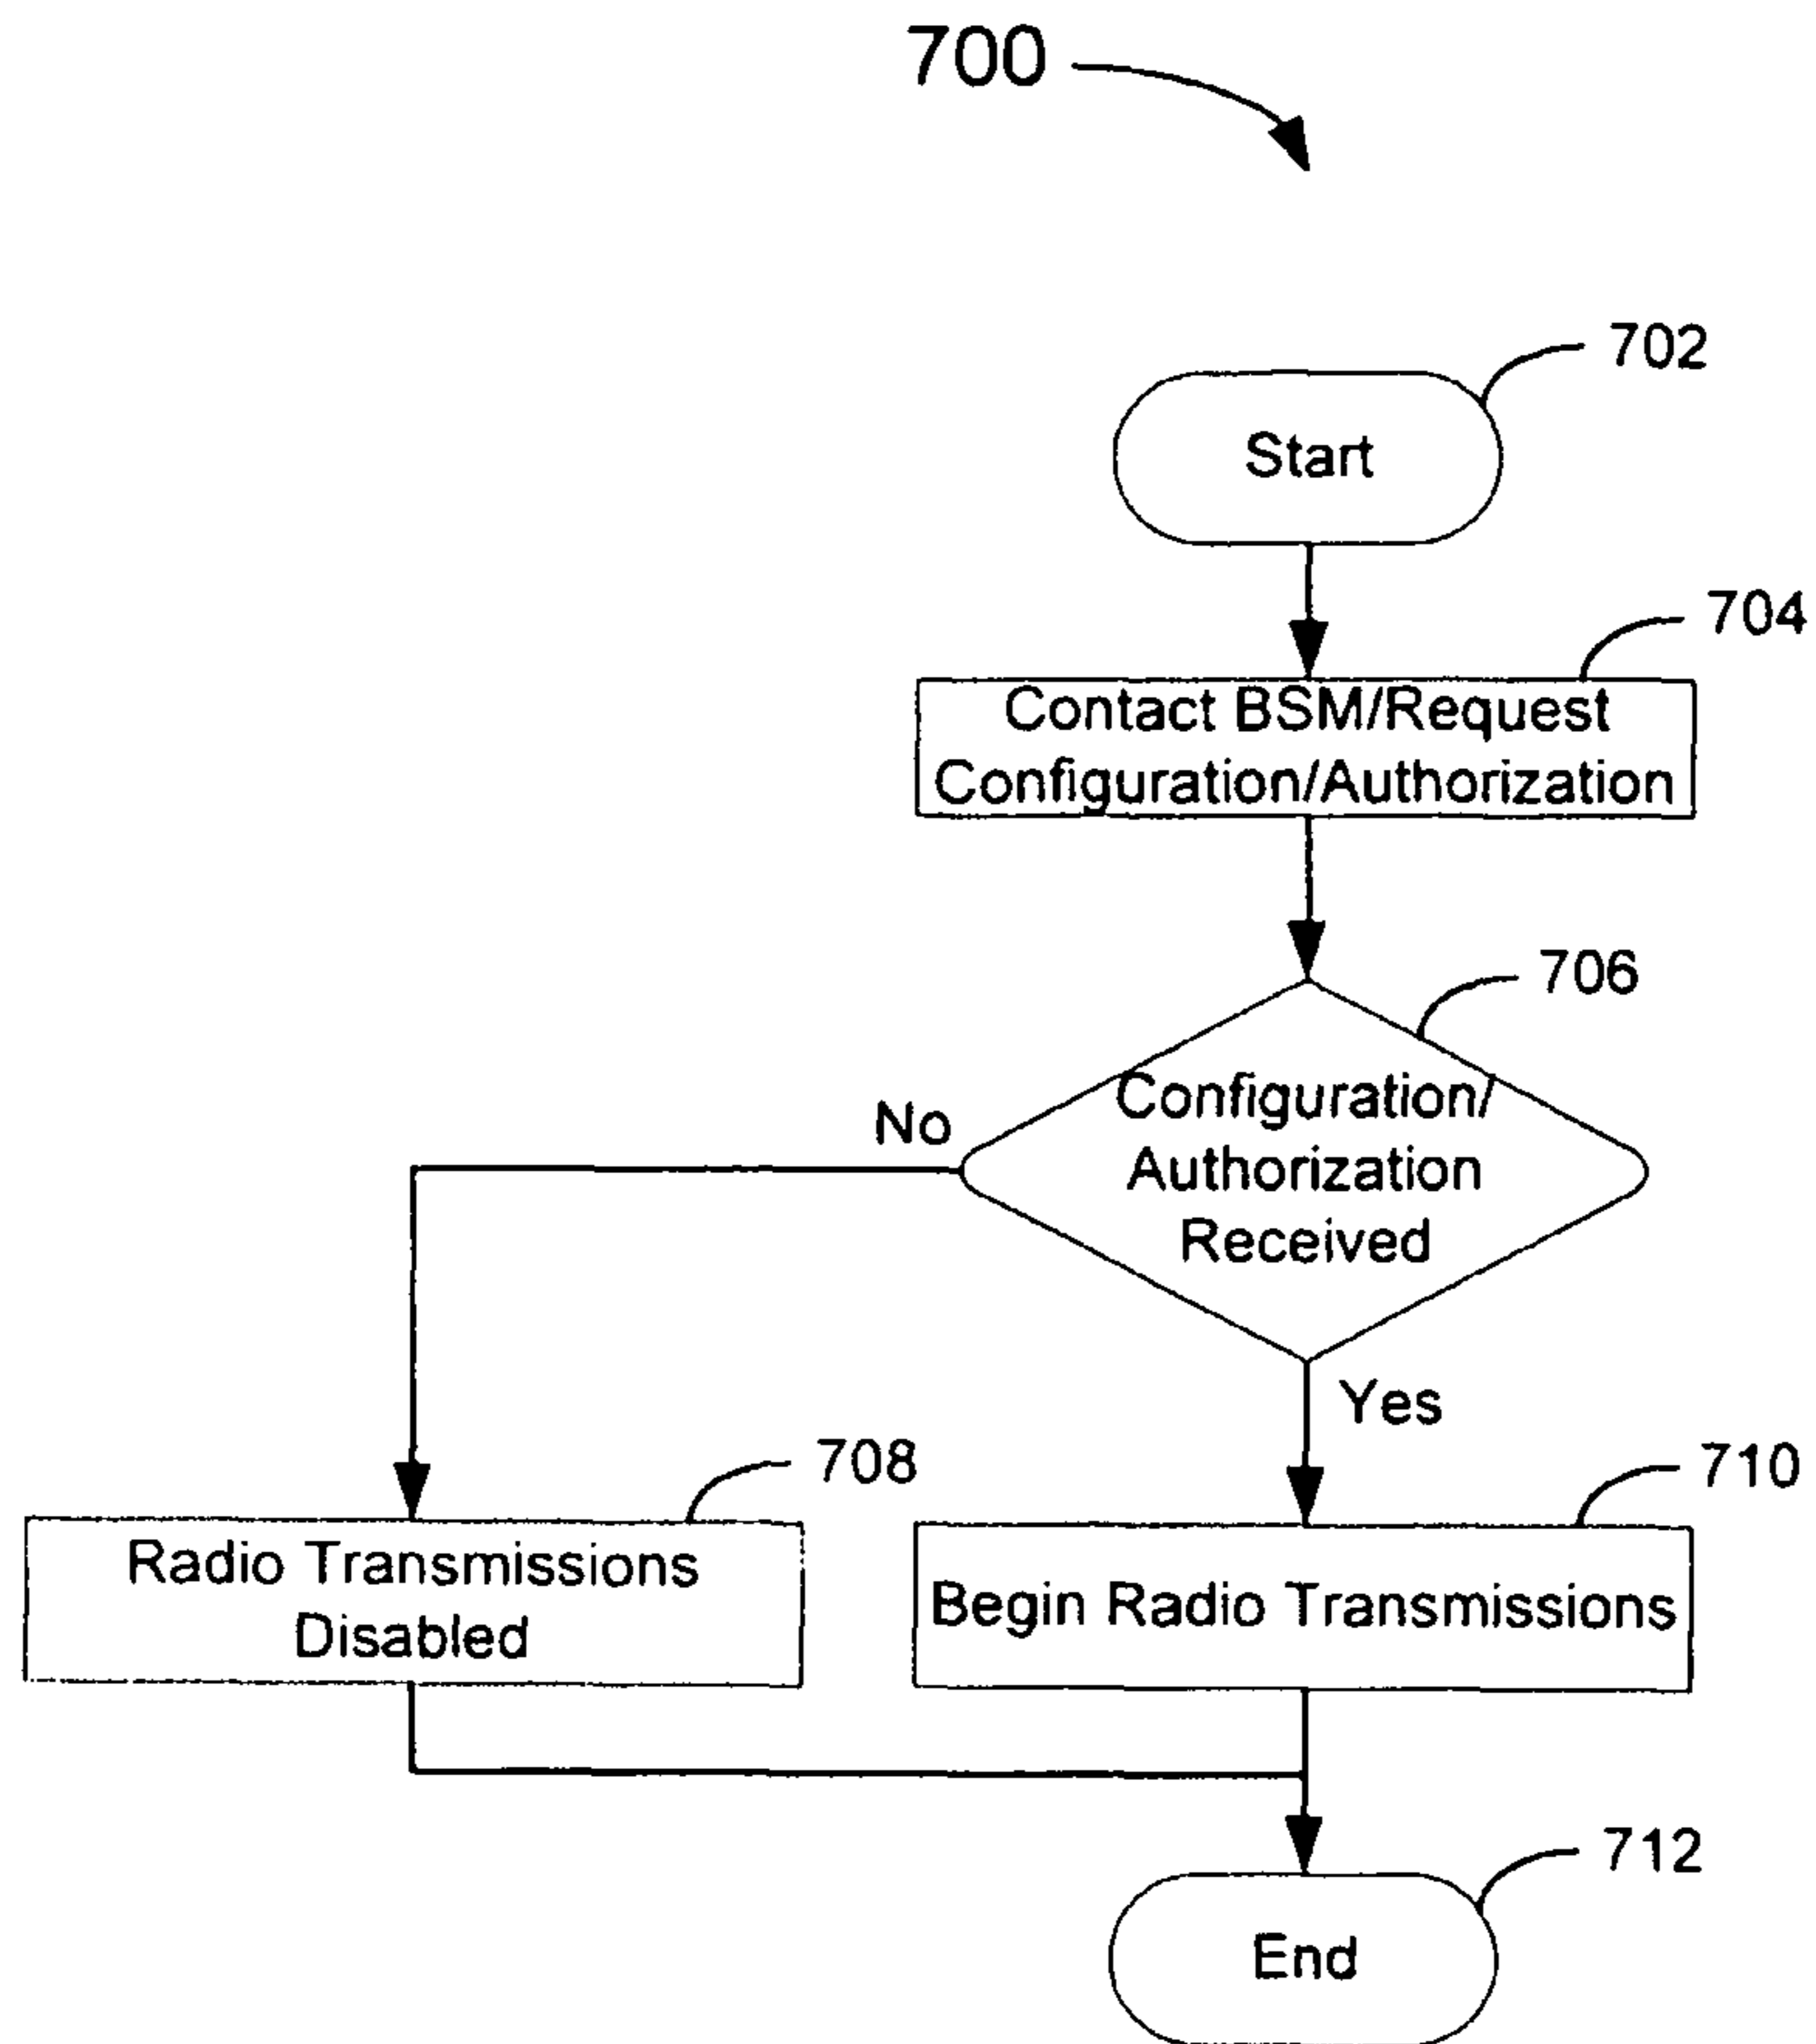 700
702
Start
704
Contact BSM/Request
Configuration/Authorization
706
Configuration/
Authorization
Received
No
Yes
708
Radio Transmissions
Disabled
710
Begin Radio Transmissions
712
End